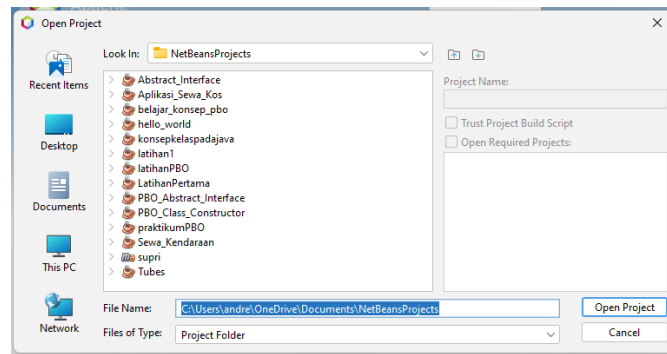 Apache
Open Project
Look In:
NetBeansProjects
Recent Items
Desktop
Documents
This PC
Network
Abstract_Interface
Aplikasi_Sewa_Kos
belajar_konsep_pbo
hello_world
konsepkelaspadajava
latihan1
latihanPBO
LatihanPertama
PBO_Abstract_Interface
PBO_Class_Constructor
praktikumPBO
Sewa_Kendaraan
supri
Tubes
Project Name:
Trust Project Build Script
Open Required Projects:
File Name:
C:\Users\andre\OneDrive\Documents\NetBeansProjects
Open Project
Files of Type:
Project Folder
Cancel